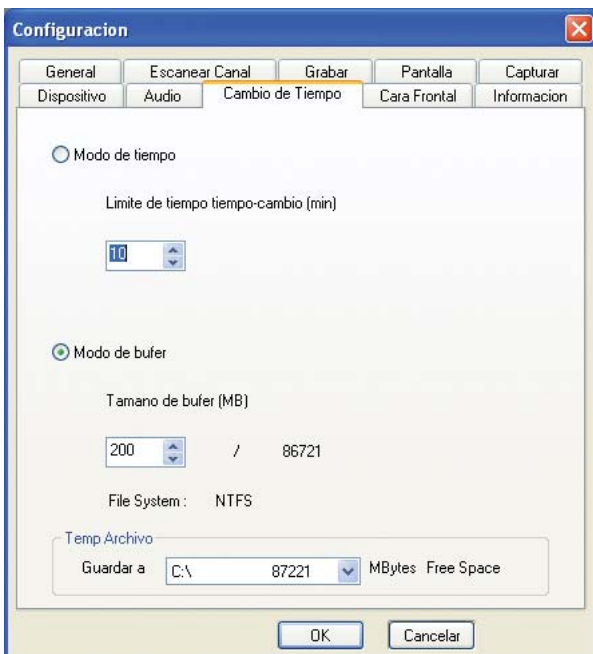 Configuracion
General Escanear Canal Grabar Pantalla Capturar
Dispositivo Audio Cambio de Tiempo Cara Frontal Informacion
Modo de tiempo
Limite de tiempo tiempo-cambio (min)
10
Modo de bufer
Tamano de bufer (MB)
200 / 86721
File System : NTFS
Temp Archivo
Guardar a C:\ 87221 MBytes Free Space
OK Cancelar